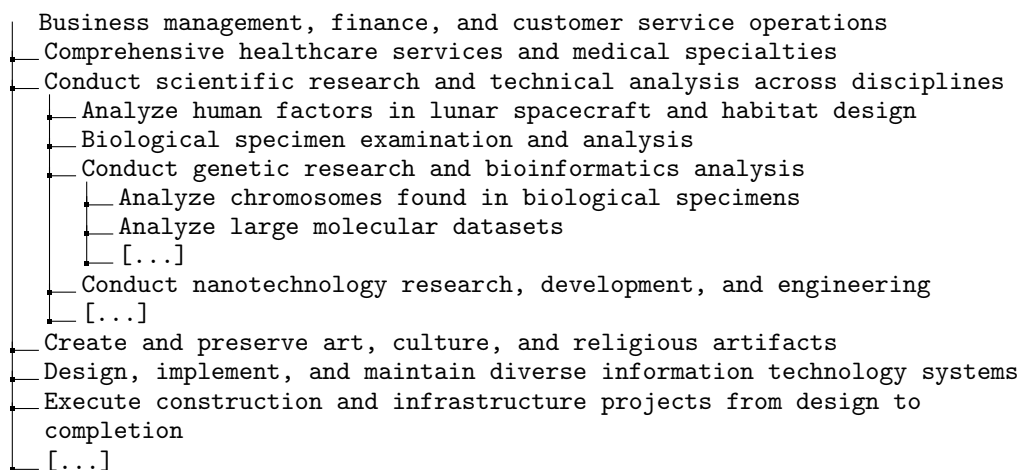 Business management, finance, and customer service operations
Comprehensive healthcare services and medical specialties
Conduct scientific research and technical analysis across disciplines
Analyze human factors in lunar spacecraft and habitat design
Biological specimen examination and analysis
Conduct genetic research and bioinformatics analysis
Analyze chromosomes found in biological specimens
Analyze large molecular datasets
[...]
Conduct nanotechnology research, development, and engineering
[...]
Create and preserve art, culture, and religious artifacts
Design, implement, and maintain diverse information technology systems
Execute construction and infrastructure projects from design to
completion
[...]